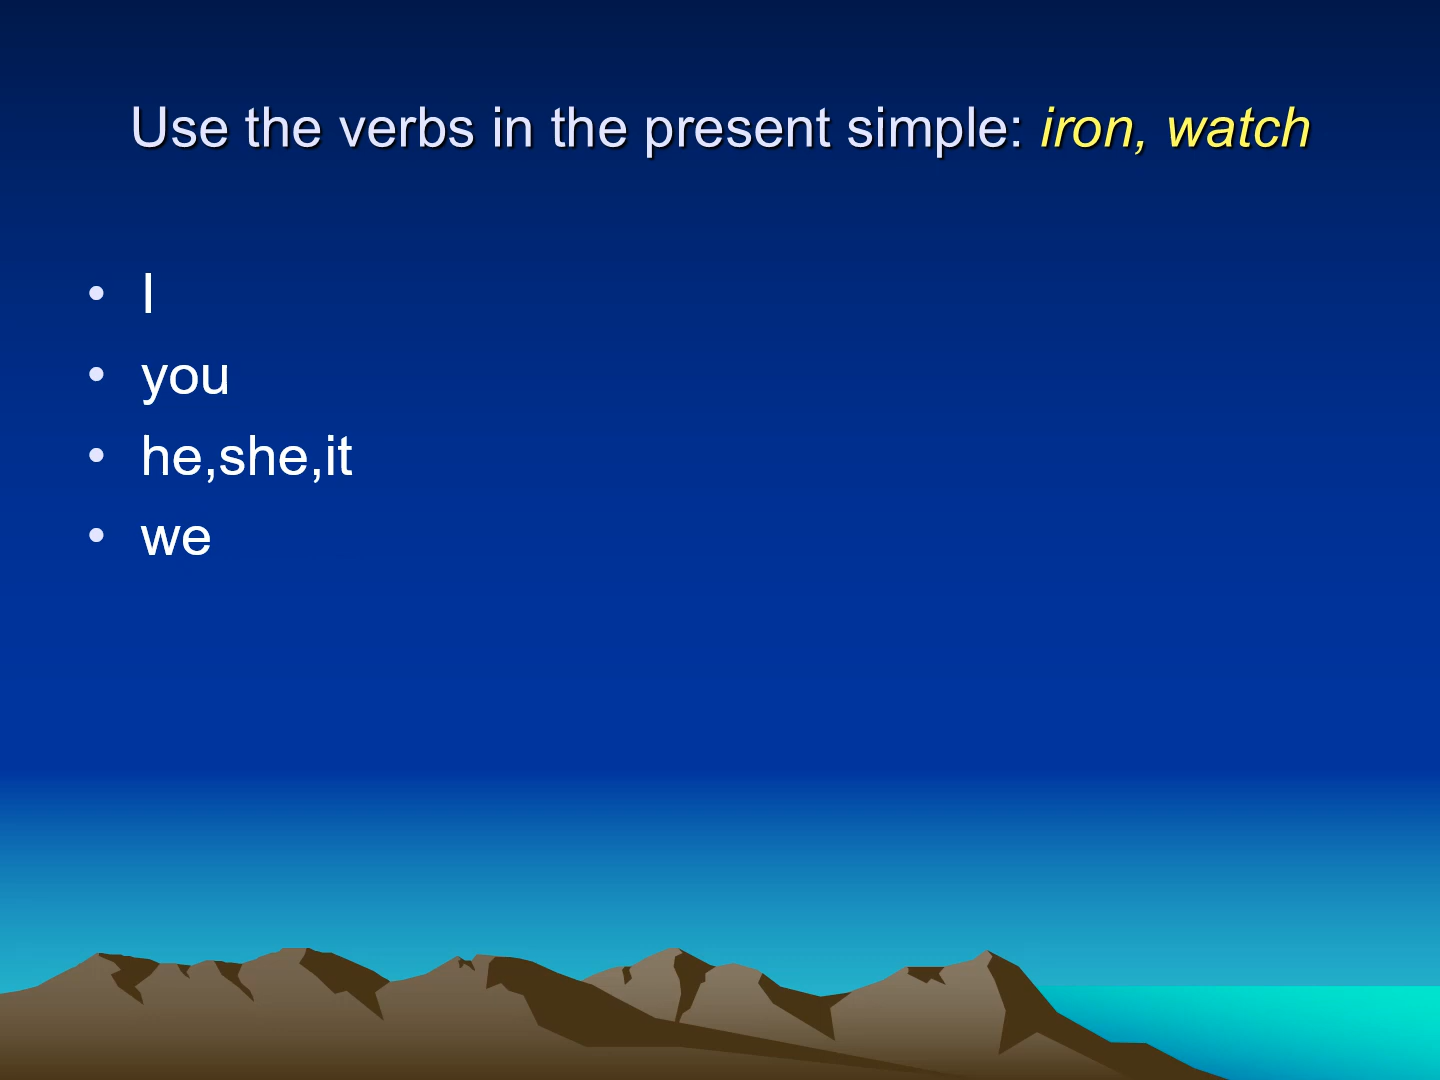 Use the verbs in the present simple: iron, watch
• I
• you
• he,she,it
• we